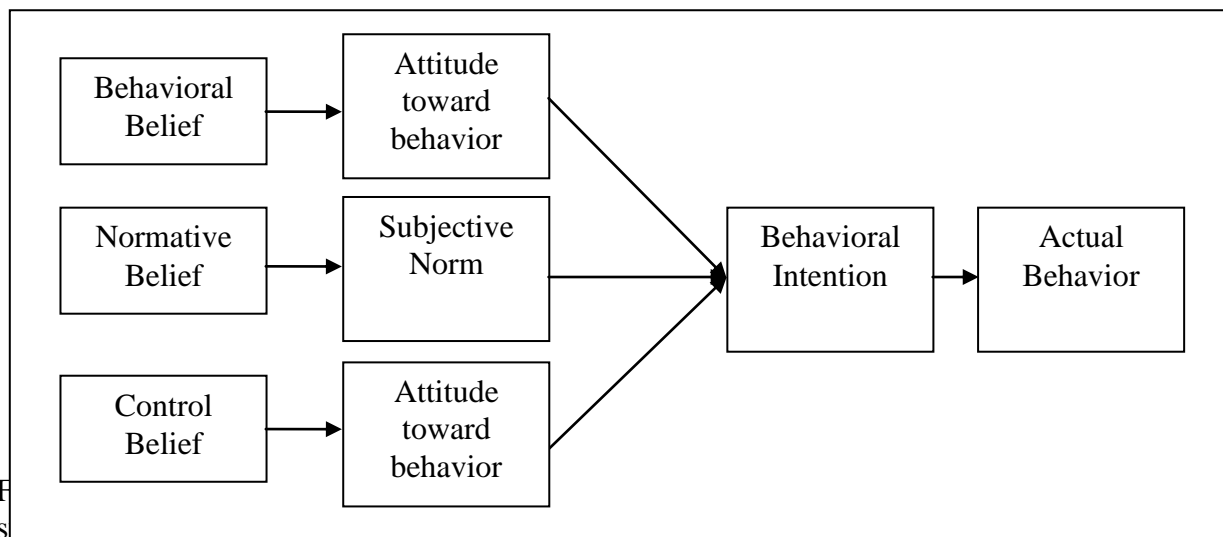 Behavioral
Belief
Attitude
toward
behavior
Normative
Belief
Subjective
Norm
Behavioral
Intention
Actual
Behavior
Control
Belief
Attitude
toward
behavior